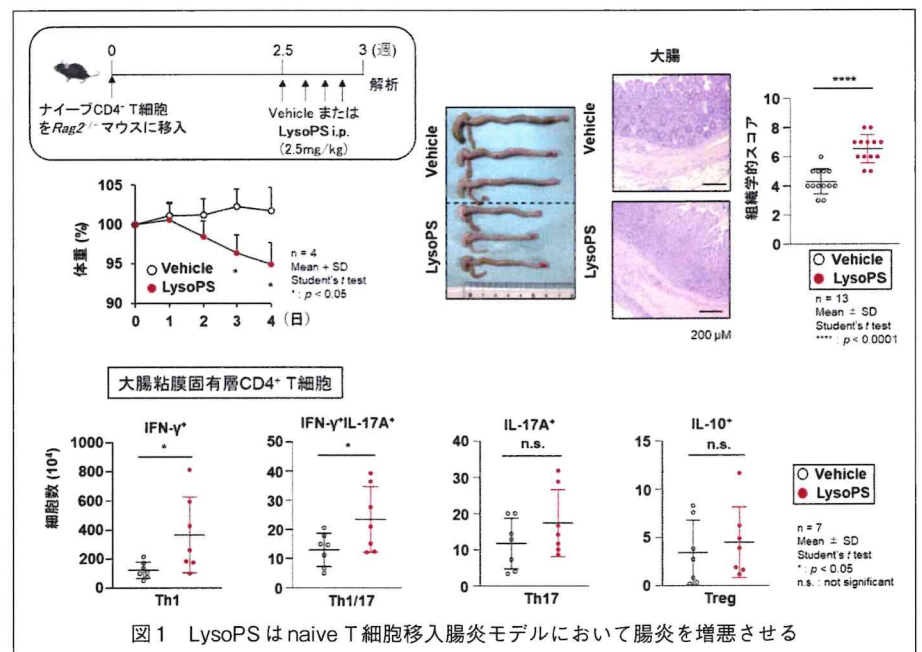 0
2.5
3 (週)
解析
ナイーブCD4⁺ T細胞
をRag2⁻/⁻マウスに移入
Vehicle または
LysoPS i.p.
(2.5mg/kg)
体重 (%)
105
100
95
90
0 1 2 3 4 (日)
Vehicle
LysoPS
*
*
n = 4
Mean + SD
Student's t test
* : p < 0.05
Vehicle
LysoPS
大腸
Vehicle
LysoPS
200 μM
組織学的スコア
****
10
8
6
4
2
0
Vehicle
LysoPS
n = 13
Mean ± SD
Student's t test
**** : p < 0.0001
大腸粘膜固有層CD4⁺ T細胞
細胞数 (10⁴)
IFN-γ⁺
*
1000
800
600
400
200
0
Th1
IFN-γ⁺IL-17A⁺
*
50
40
30
20
10
0
Th1/17
IL-17A⁺
n.s.
40
30
20
10
0
Th17
IL-10⁺
n.s.
15
10
5
0
Treg
Vehicle
LysoPS
n = 7
Mean ± SD
Student's t test
* : p < 0.05
n.s. : not significant
図1 LysoPS はnaive T細胞移入腸炎モデルにおいて腸炎を増悪させる